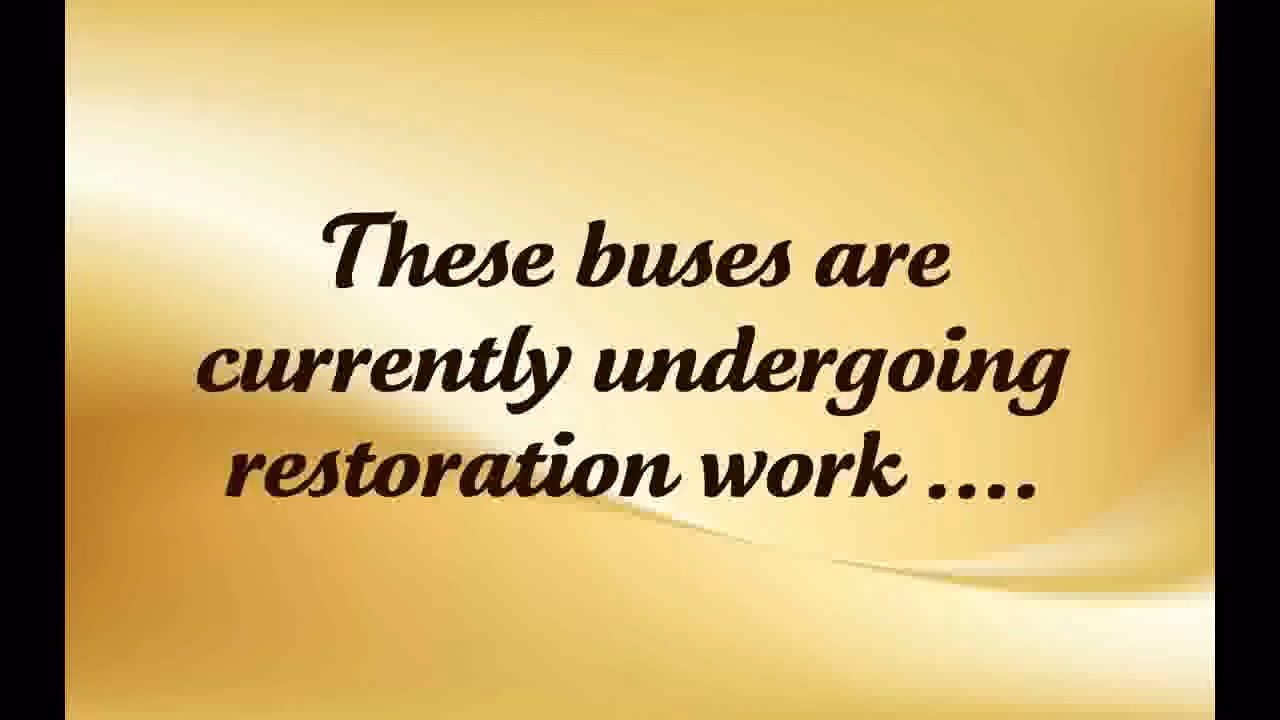 These buses are
currently undergoing
restoration work ....